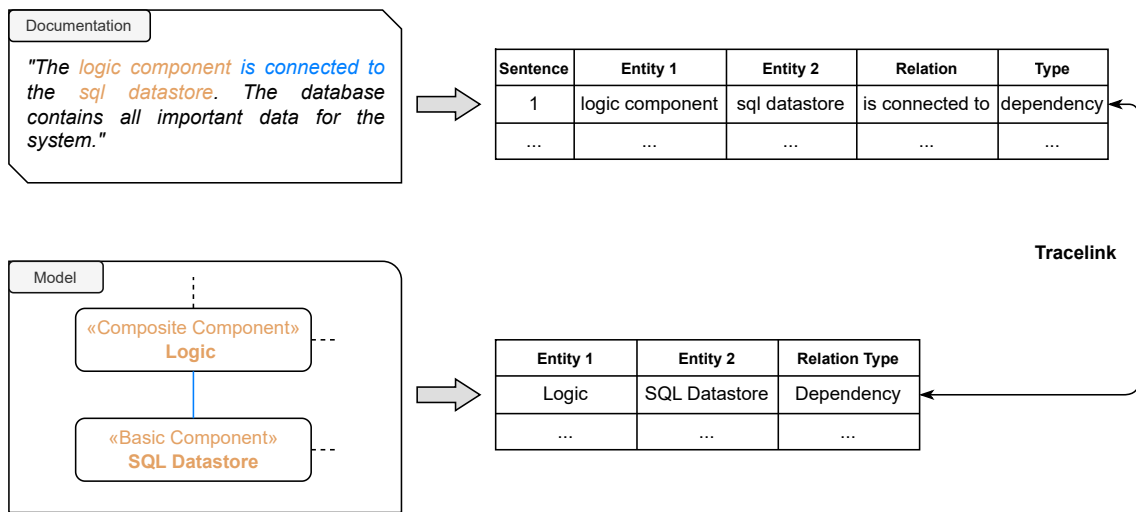 Documentation
"The logic component is connected to
the sql datastore. The database
contains all important data for the
system."
Sentence Entity 1 Entity 2 Relation Type
1 logic component sql datastore is connected to dependency
... ... ... ... ...
Tracelink
Model
«Composite Component»
Logic
«Basic Component»
SQL Datastore
Entity 1 Entity 2 Relation Type
Logic SQL Datastore Dependency
... ... ...